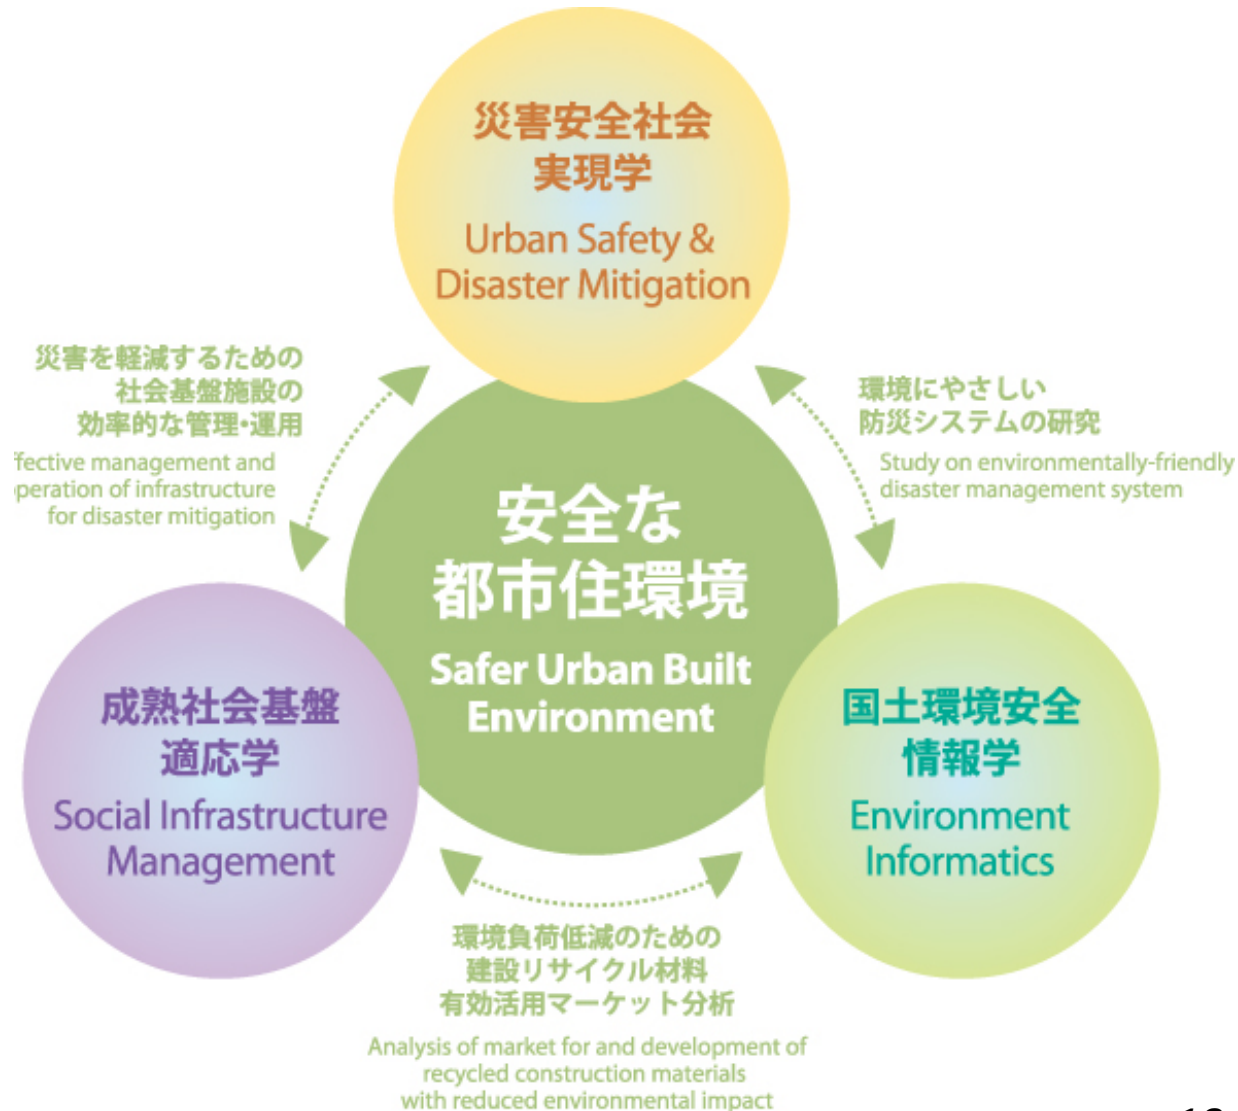 災害安全社会
実現学
Urban Safety &
Disaster Mitigation
災害を軽減するための
社会基盤施設の
効率的な管理・運用
ffective management and
peration of infrastructure
for disaster mitigation
環境にやさしい
防災システムの研究
Study on environmentally-friendly
disaster management system
安全な
都市住環境
Safer Urban Built
Environment
成熟社会基盤
適応学
Social Infrastructure
Management
国土環境安全
情報学
Environment
Informatics
環境負荷低減のための
建設リサイクル材料
有効活用マーケット分析
Analysis of market for and development of
recycled construction materials
with reduced environmental impact